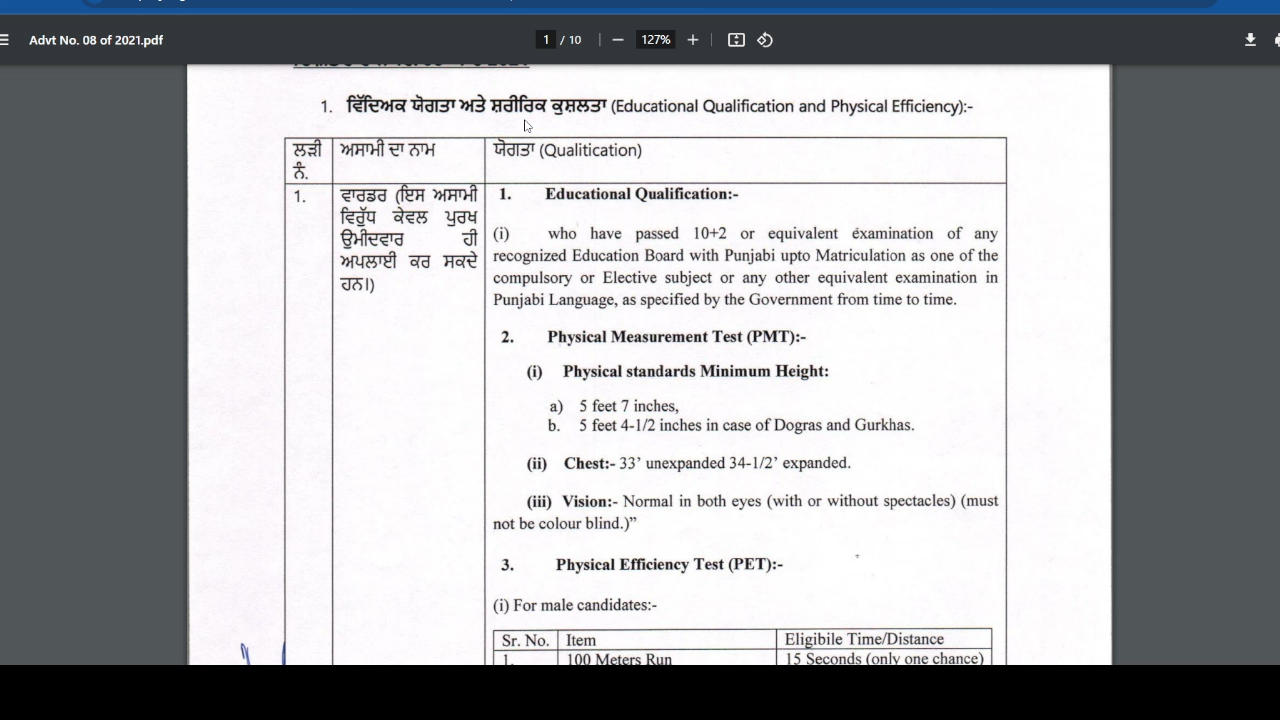 Advt No. 08 of 2021.pdf
1 / 10
127%
1. ਵਿੱਦਿਅਕ ਯੋਗਤਾ ਅਤੇ ਸ਼ਰੀਰਿਕ ਕੁਸ਼ਲਤਾ (Educational Qualification and Physical Efficiency):-
ਲੜੀ
ਨੰ.
ਅਸਾਮੀ ਦਾ ਨਾਮ
ਯੋਗਤਾ (Qualitication)
1.
ਵਾਰਡਰ (ਇਸ ਅਸਾਮੀ
ਵਿਰੁੱਧ ਕੇਵਲ ਪੁਰਖ
ਉਮੀਦਵਾਰ ਹੀ
ਅਪਲਾਈ ਕਰ ਸਕਦੇ
ਹਨ।)
1. Educational Qualification:-
(i) who have passed 10+2 or equivalent examination of any
recognized Education Board with Punjabi upto Matriculation as one of the
compulsory or Elective subject or any other equivalent examination in
Punjabi Language, as specified by the Government from time to time.
2. Physical Measurement Test (PMT):-
(i) Physical standards Minimum Height:
a) 5 feet 7 inches,
b. 5 feet 4-1/2 inches in case of Dogras and Gurkhas.
(ii) Chest:- 33’ unexpanded 34-1/2’ expanded.
(iii) Vision:- Normal in both eyes (with or without spectacles) (must
not be colour blind.)”
3. Physical Efficiency Test (PET):-
(i) For male candidates:-
Sr. No. Item Eligibile Time/Distance
1. 100 Meters Run 15 Seconds (only one chance)